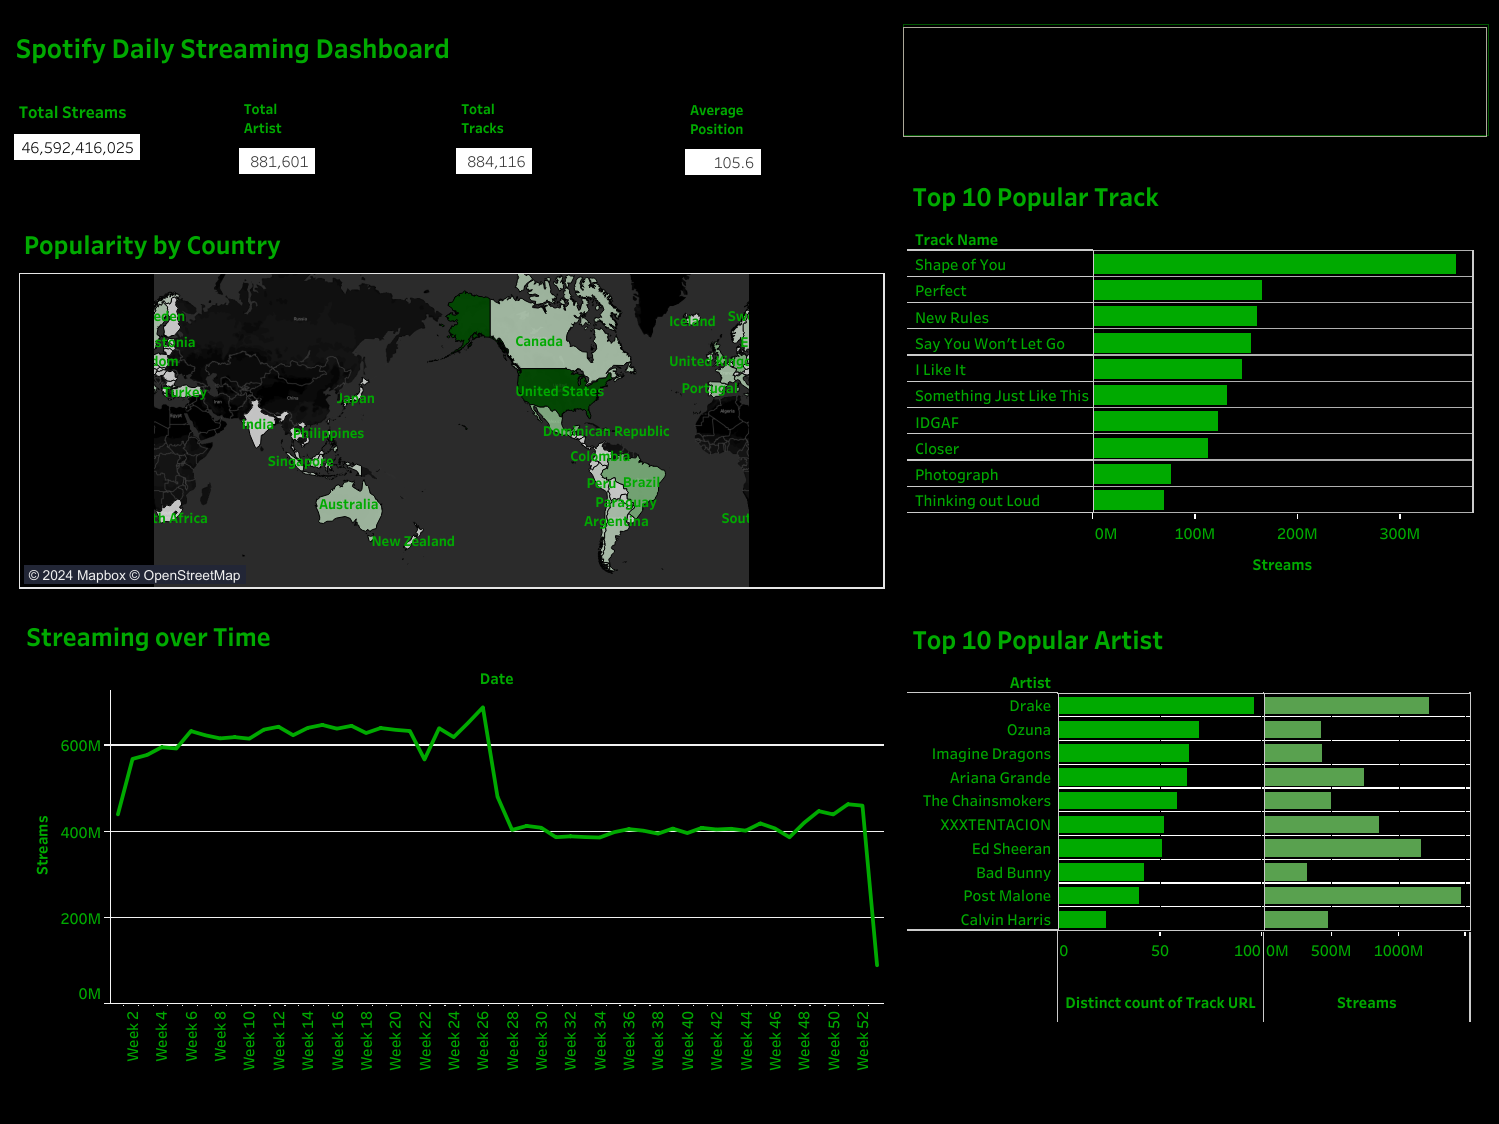 Spotify Daily Streaming Dashboard
Total Streams
46,592,416,025
Total
Artist
881,601
Total
Tracks
884,116
Average
Position
105.6
Popularity by Country
Iceland
Canada
United States
Portugal
Turkey
Japan
India
Philippines
Dominican Republic
Singapore
Colombia
Peru
Brazil
Australia
Paraguay
Argentina
New Zealand
© 2024 Mapbox © OpenStreetMap
Top 10 Popular Track
Track Name
Shape of You
Perfect
New Rules
Say You Won't Let Go
I Like It
Something Just Like This
IDGAF
Closer
Photograph
Thinking out Loud
0M 100M 200M 300M
Streams
Streaming over Time
Date
600M
400M
200M
0M
Streams
Week 2
Week 4
Week 6
Week 8
Week 10
Week 12
Week 14
Week 16
Week 18
Week 20
Week 22
Week 24
Week 26
Week 28
Week 30
Week 32
Week 34
Week 36
Week 38
Week 40
Week 42
Week 44
Week 46
Week 48
Week 50
Week 52
Top 10 Popular Artist
Artist
Drake
Ozuna
Imagine Dragons
Ariana Grande
The Chainsmokers
XXXTENTACION
Ed Sheeran
Bad Bunny
Post Malone
Calvin Harris
0 50 100 0M 500M 1000M
Distinct count of Track URL Streams